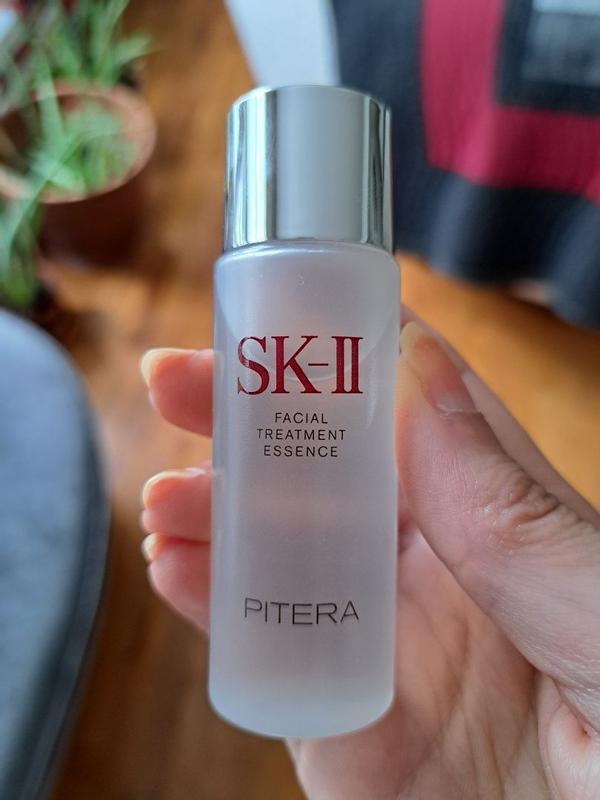 SK-II
FACIAL
TREATMENT
ESSENCE
PITERA